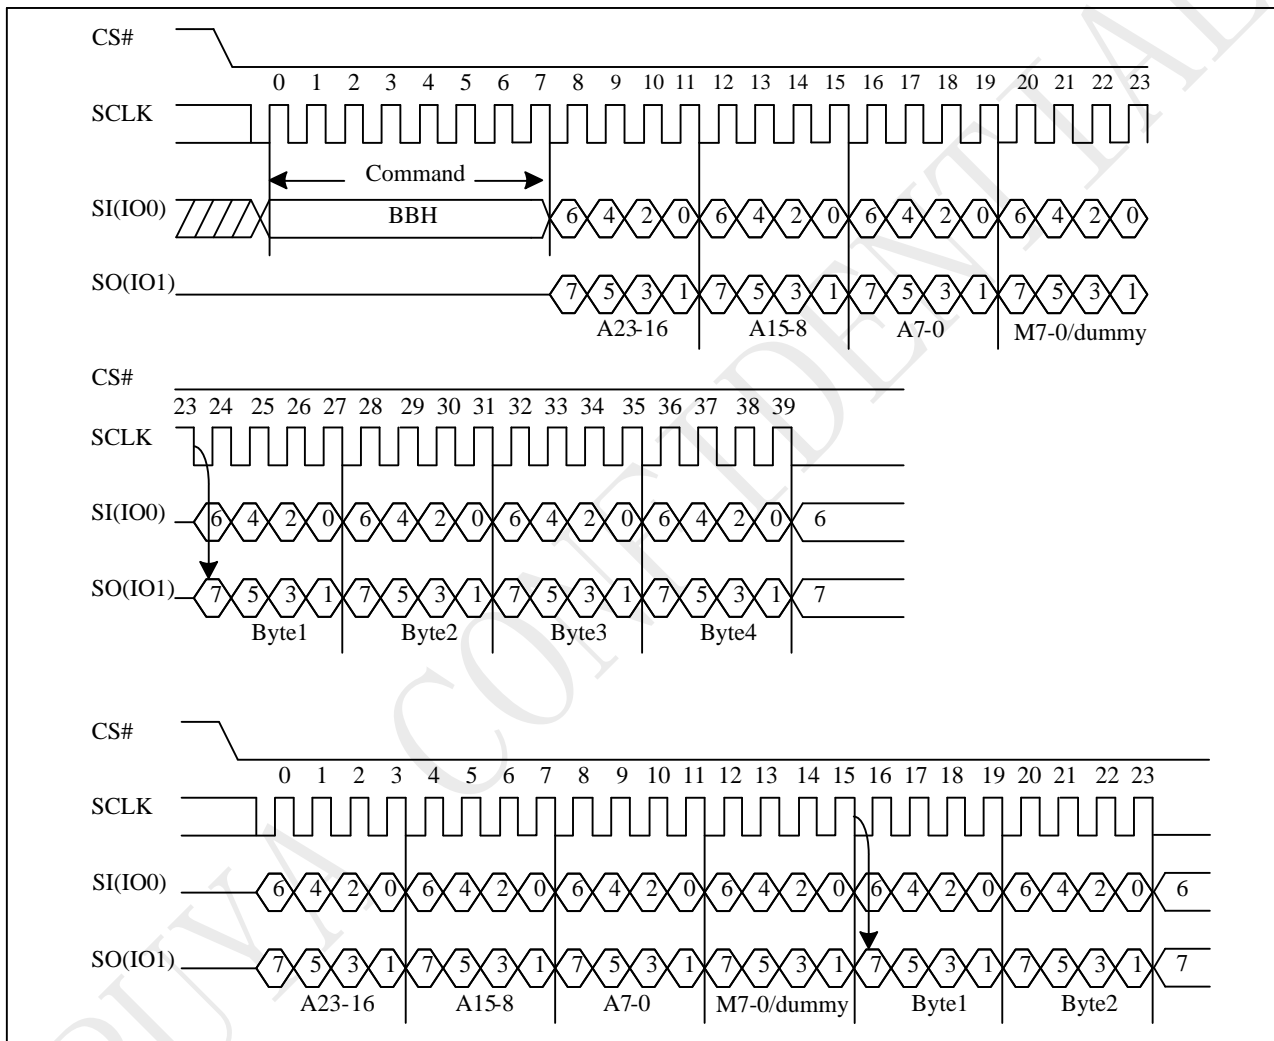 CS#
0 1 2 3 4 5 6 7 8 9 10 11 12 13 14 15 16 17 18 19 20 21 22 23
SCLK
Command
SI(IO0) BBH 6 4 2 0 6 4 2 0 6 4 2 0 6 4 2 0
SO(IO1) 7 5 3 1 7 5 3 1 7 5 3 1 7 5 3 1
A23-16 A15-8 A7-0 M7-0/dummy
CS#
23 24 25 26 27 28 29 30 31 32 33 34 35 36 37 38 39
SCLK
SI(IO0) 6 4 2 0 6 4 2 0 6 4 2 0 6 4 2 0 6
SO(IO1) 7 5 3 1 7 5 3 1 7 5 3 1 7 5 3 1 7
Byte1 Byte2 Byte3 Byte4
CS#
0 1 2 3 4 5 6 7 8 9 10 11 12 13 14 15 16 17 18 19 20 21 22 23
SCLK
SI(IO0) 6 4 2 0 6 4 2 0 6 4 2 0 6 4 2 0 6 4 2 0 6 4 2 0 6
SO(IO1) 7 5 3 1 7 5 3 1 7 5 3 1 7 5 3 1 7 5 3 1 7 5 3 1 7
A23-16 A15-8 A7-0 M7-0/dummy Byte1 Byte2
PUYA CONFIDENTIAL